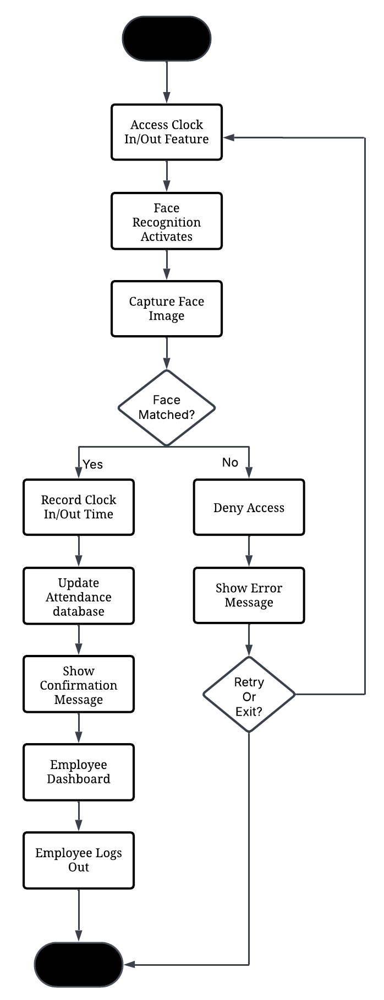 Access Clock
In/Out Feature
Face
Recognition
Activates
Capture Face
Image
Face
Matched?
Yes
No
Record Clock
In/Out Time
Deny Access
Update
Attendance
database
Show Error
Message
Show
Confirmation
Message
Retry
Or
Exit?
Employee
Dashboard
Employee Logs
Out